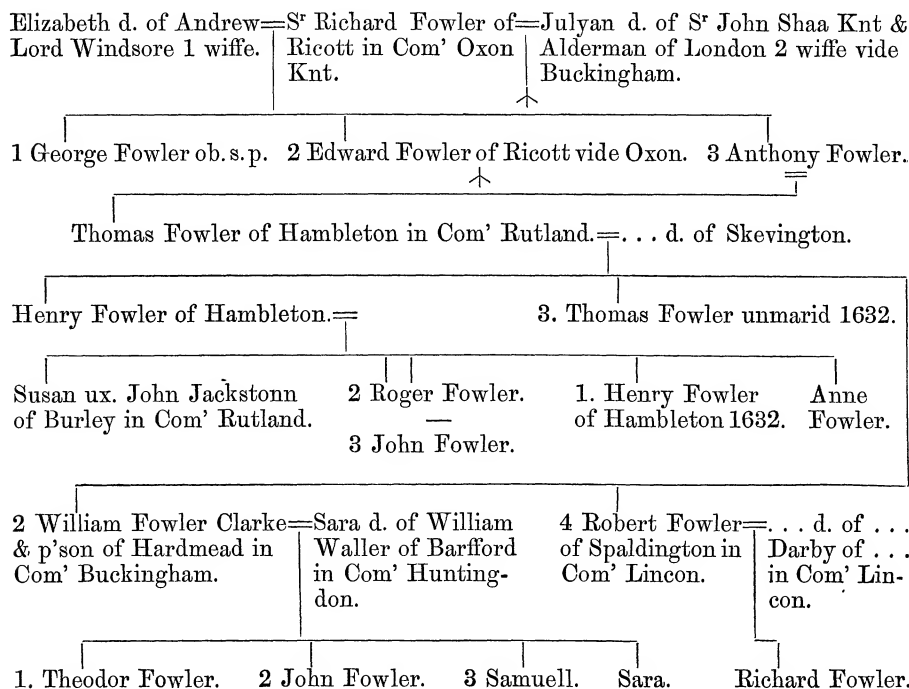 Elizabeth d. of Andrew=Sʳ Richard Fowler of=Julyan d. of Sʳ John Shaa Knt &
Lord Windsore 1 wiffe. Ricott in Com' Oxon Alderman of London 2 wiffe vide
Knt. Buckingham.
1 George Fowler ob. s.p. 2 Edward Fowler of Ricott vide Oxon. 3 Anthony Fowler.
Thomas Fowler of Hambleton in Com' Rutland.=. . . d. of Skevington.
Henry Fowler of Hambleton.= 3. Thomas Fowler unmarid 1632.
Susan ux. John Jackstonn 2 Roger Fowler. 1. Henry Fowler Anne
of Burley in Com' Rutland. — of Hambleton 1632. Fowler.
3 John Fowler.
2 William Fowler Clarke=Sara d. of William 4 Robert Fowler=. . . d. of . . .
& p'son of Hardmead in Waller of Barfford of Spaldington in Darby of . . .
Com' Buckingham. in Com' Hunting- Com' Lincon. in Com' Lin-
don. con.
1. Theodor Fowler. 2 John Fowler. 3 Samuell. Sara. Richard Fowler.